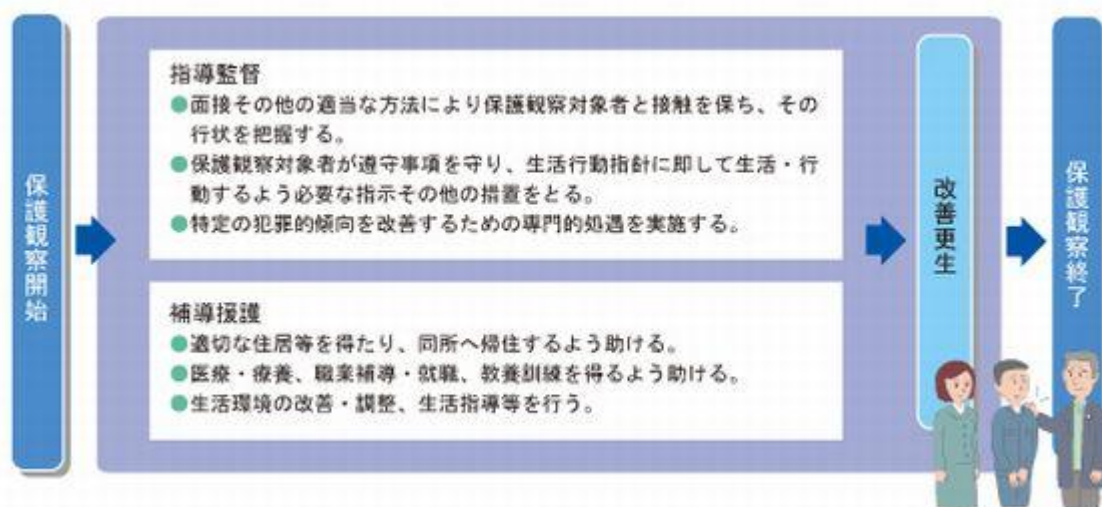 保護観察開始
指導監督
●面接その他の適当な方法により保護観察対象者と接触を保ち、その
行状を把握する。
●保護観察対象者が遵守事項を守り、生活行動指針に即して生活・行
動するよう必要な指示その他の措置をとる。
●特定の犯罪的傾向を改善するための専門的処遇を実施する。
補導援護
●適切な住居等を得たり、同所へ帰住するよう助ける。
●医療・療養、職業補導・就職、教養訓練を得るよう助ける。
●生活環境の改善・調整、生活指導等を行う。
改善更生
保護観察終了